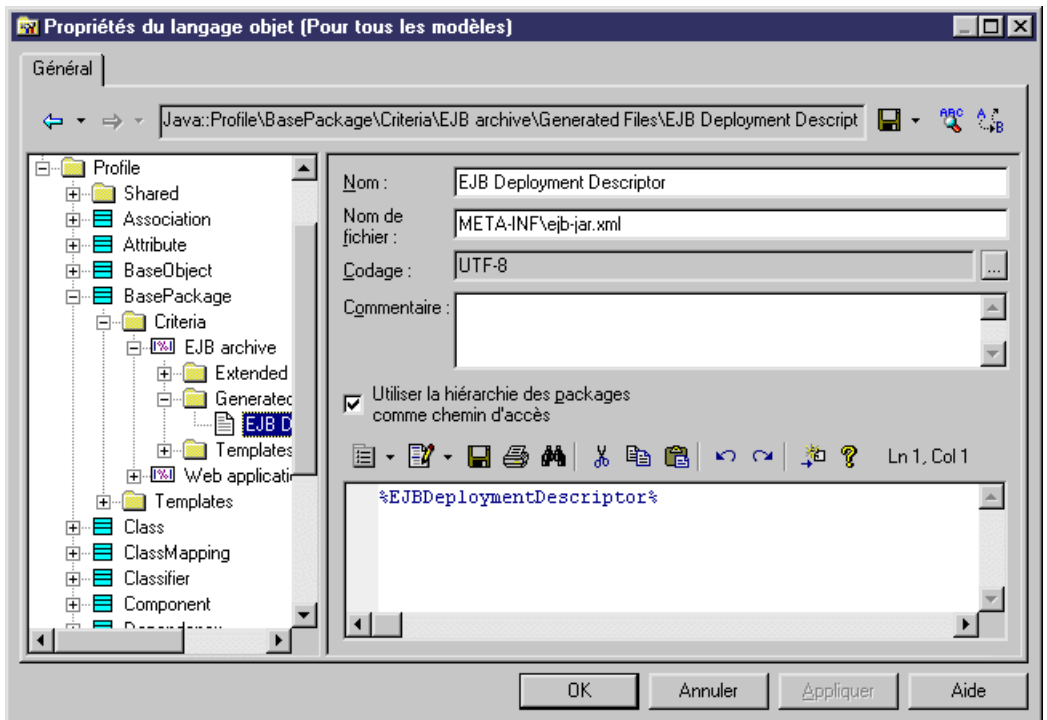 Propriétés du langage objet (Pour tous les modèles)
Général
Java::Profile\BasePackage\Criteria\EJB archive\Generated Files\EJB Deployment Descript
Profile
Shared
Association
Attribute
BaseObject
BasePackage
Criteria
EJB archive
Extended
Generated
EJB D
Templates
Web applicati
Templates
Class
ClassMapping
Classifier
Component
Dependency
Nom :
EJB Deployment Descriptor
Nom de
fichier :
META-INF\ejb-jar.xml
Codage :
UTF-8
...
Commentaire :
Utiliser la hiérarchie des packages
comme chemin d'accès
Ln 1, Col 1
%EJBDeploymentDescriptor%
OK
Annuler
Appliquer
Aide